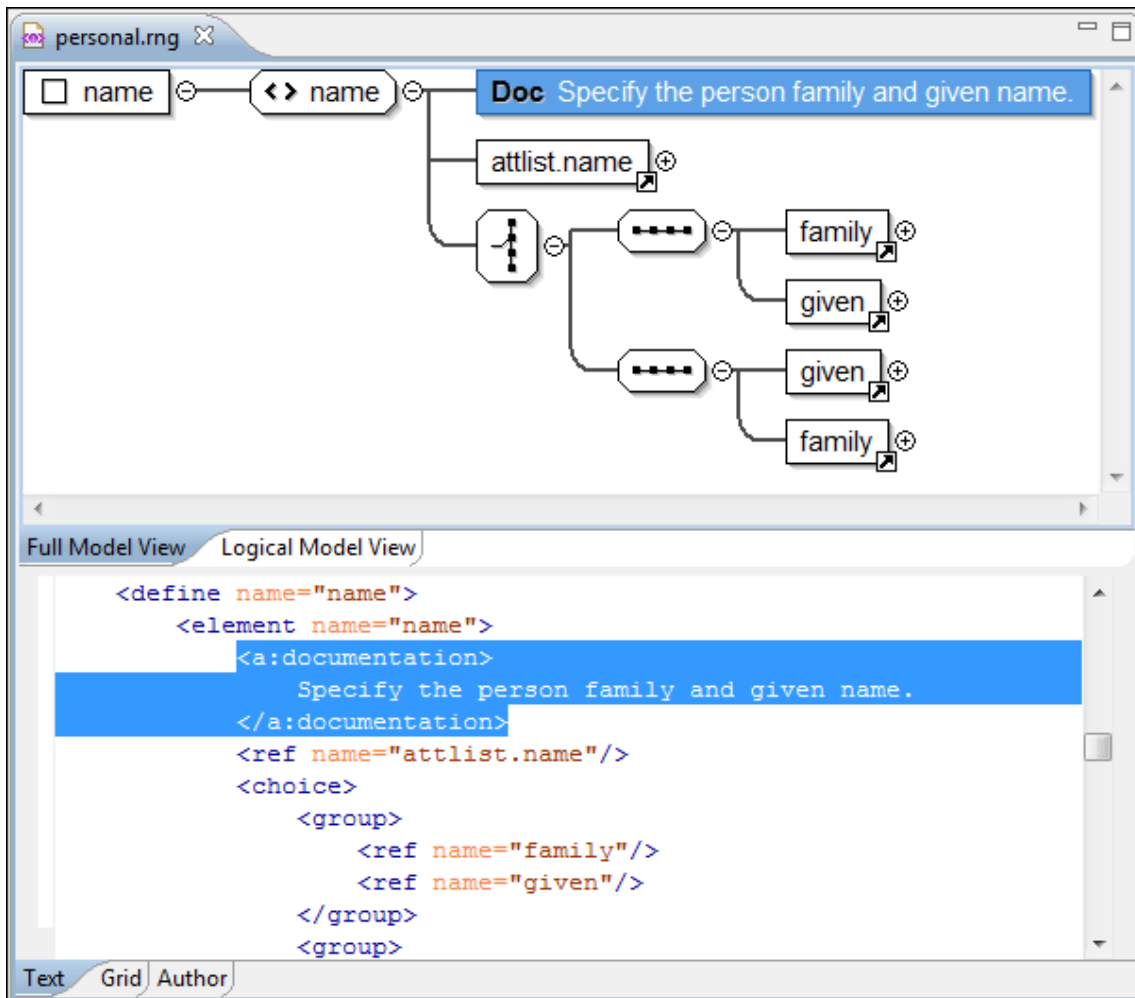 personal.rng
name
name
Doc Specify the person family and given name.
attlist.name
family
given
given
family
Full Model View
Logical Model View
<define name="name">
<element name="name">
<a:documentation>
Specify the person family and given name.
</a:documentation>
<ref name="attlist.name"/>
<choice>
<group>
<ref name="family"/>
<ref name="given"/>
</group>
<group>
Text
Grid
Author